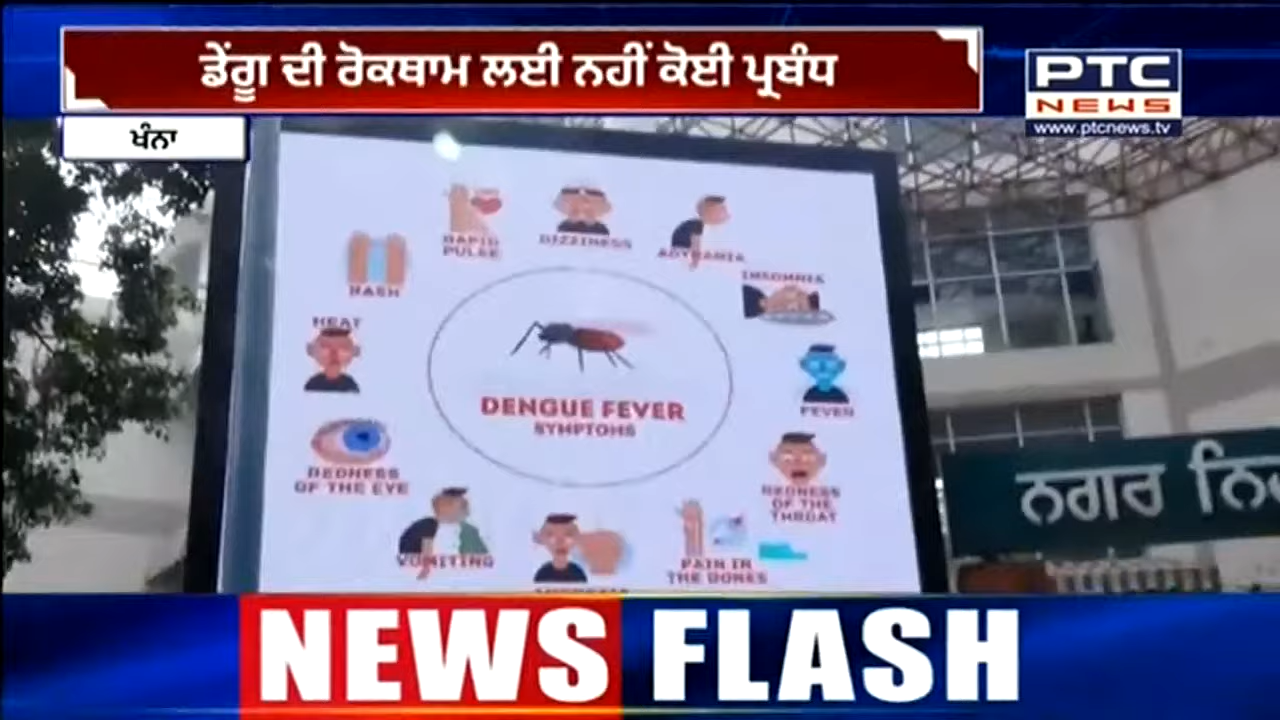 ਡੇਂਗੂ ਦੀ ਰੋਕਥਾਮ ਲਈ ਨਹੀਂ ਕੋਈ ਪ੍ਰਬੰਧ
PTC
NEWS
www.ptcnews.tv
ਖੰਨਾ
RAPID
PULSE
DIZZINESS
ADYNAMIA
RASH
INSOMNIA
HEAT
FEVER
DENGUE FEVER
SYMPTOMS
REDNESS
OF THE EYE
REDNESS
OF THE
THROAT
VOMITING
PAIN IN
THE BONES
ਨਗਰ
NEWS FLASH